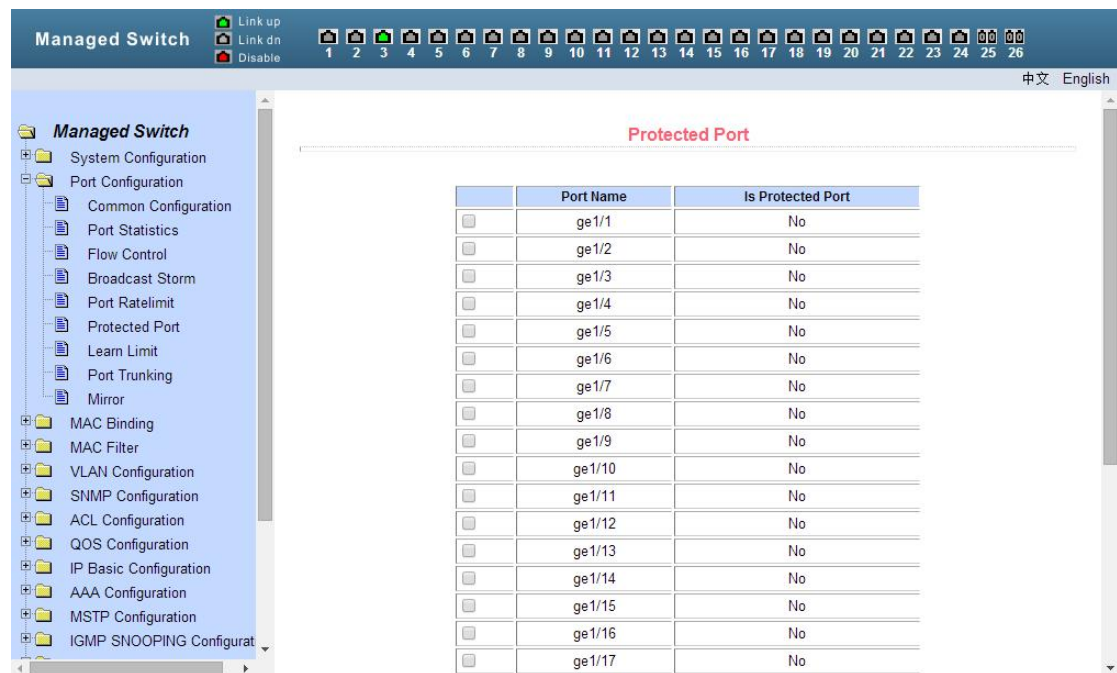 Managed Switch
Link up
Link dn
Disable
1 2 3 4 5 6 7 8 9 10 11 12 13 14 15 16 17 18 19 20 21 22 23 24 25 26
中文 English
Managed Switch
System Configuration
Port Configuration
Common Configuration
Port Statistics
Flow Control
Broadcast Storm
Port Ratelimit
Protected Port
Learn Limit
Port Trunking
Mirror
MAC Binding
MAC Filter
VLAN Configuration
SNMP Configuration
ACL Configuration
QOS Configuration
IP Basic Configuration
AAA Configuration
MSTP Configuration
IGMP SNOOPING Configurat
Protected Port
Port Name Is Protected Port
ge1/1 No
ge1/2 No
ge1/3 No
ge1/4 No
ge1/5 No
ge1/6 No
ge1/7 No
ge1/8 No
ge1/9 No
ge1/10 No
ge1/11 No
ge1/12 No
ge1/13 No
ge1/14 No
ge1/15 No
ge1/16 No
ge1/17 No